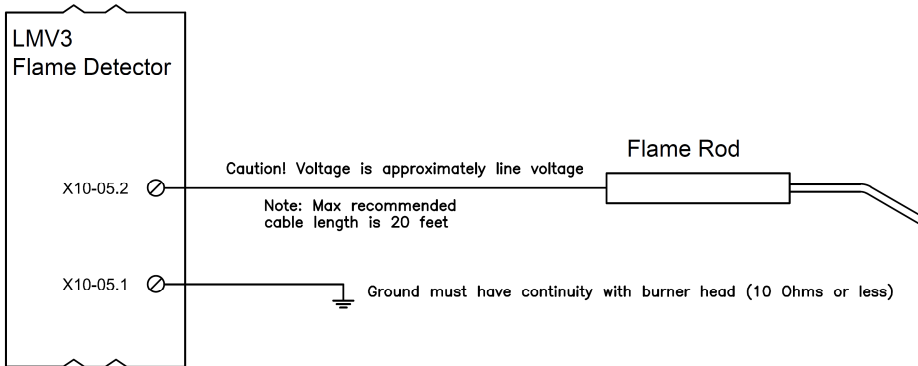 LMV3
Flame Detector
Flame Rod
Caution! Voltage is approximately line voltage
X10-05.2
Note: Max recommended
cable length is 20 feet
X10-05.1
Ground must have continuity with burner head (10 Ohms or less)